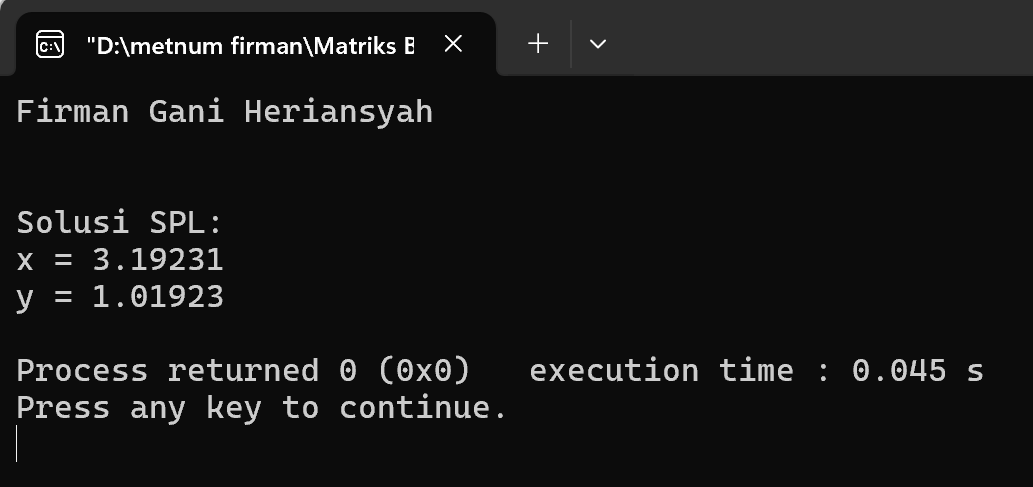 "D:\metnum firman\Matriks B
Firman Gani Heriansyah
Solusi SPL:
x = 3.19231
y = 1.01923
Process returned 0 (0x0)   execution time : 0.045 s
Press any key to continue.